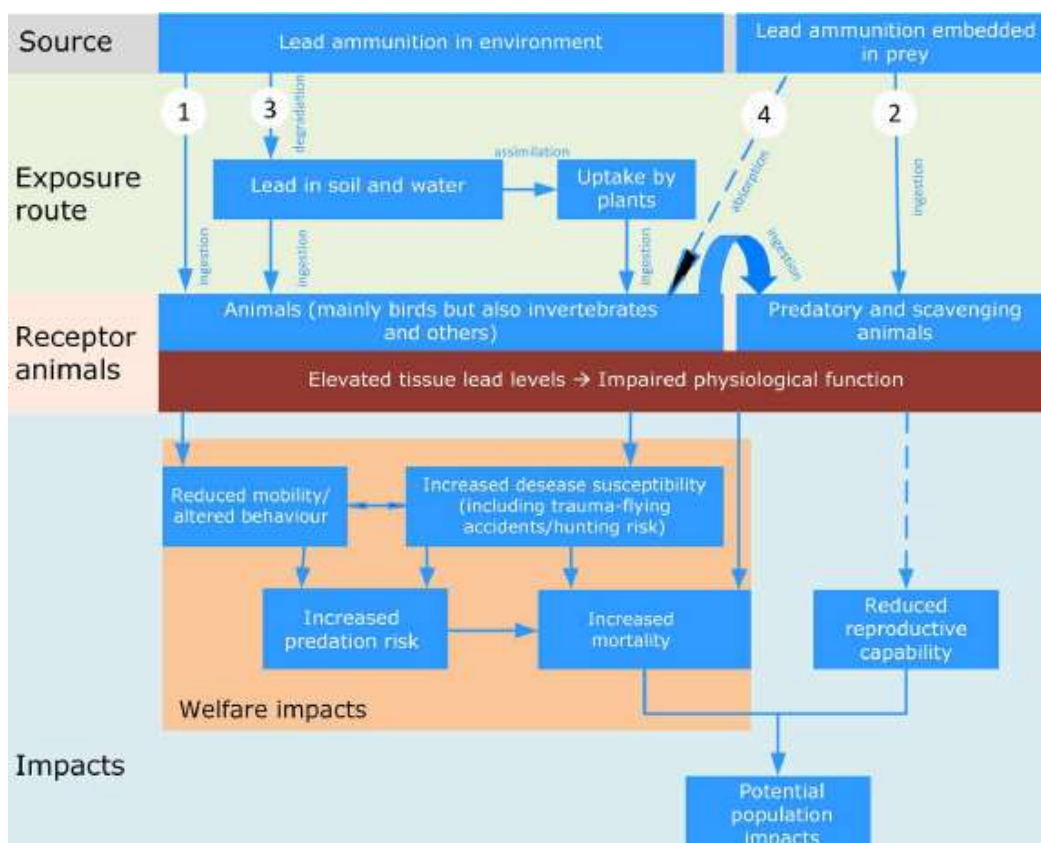 Source
Lead ammunition in environment
Lead ammunition embedded
in prey
1
3
4
2
degradation
assimilation
absorption
ingestion
Exposure
route
Lead in soil and water
Uptake by
plants
ingestion
ingestion
ingestion
ingestion
Receptor
animals
Animals (mainly birds but also invertebrates
and others)
Predatory and scavenging
animals
Elevated tissue lead levels → Impaired physiological function
Reduced mobility/
altered behaviour
Increased desease susceptibility
(including trauma-flying
accidents/hunting risk)
Increased
predation risk
Increased
mortality
Reduced
reproductive
capability
Welfare impacts
Impacts
Potential
population
impacts